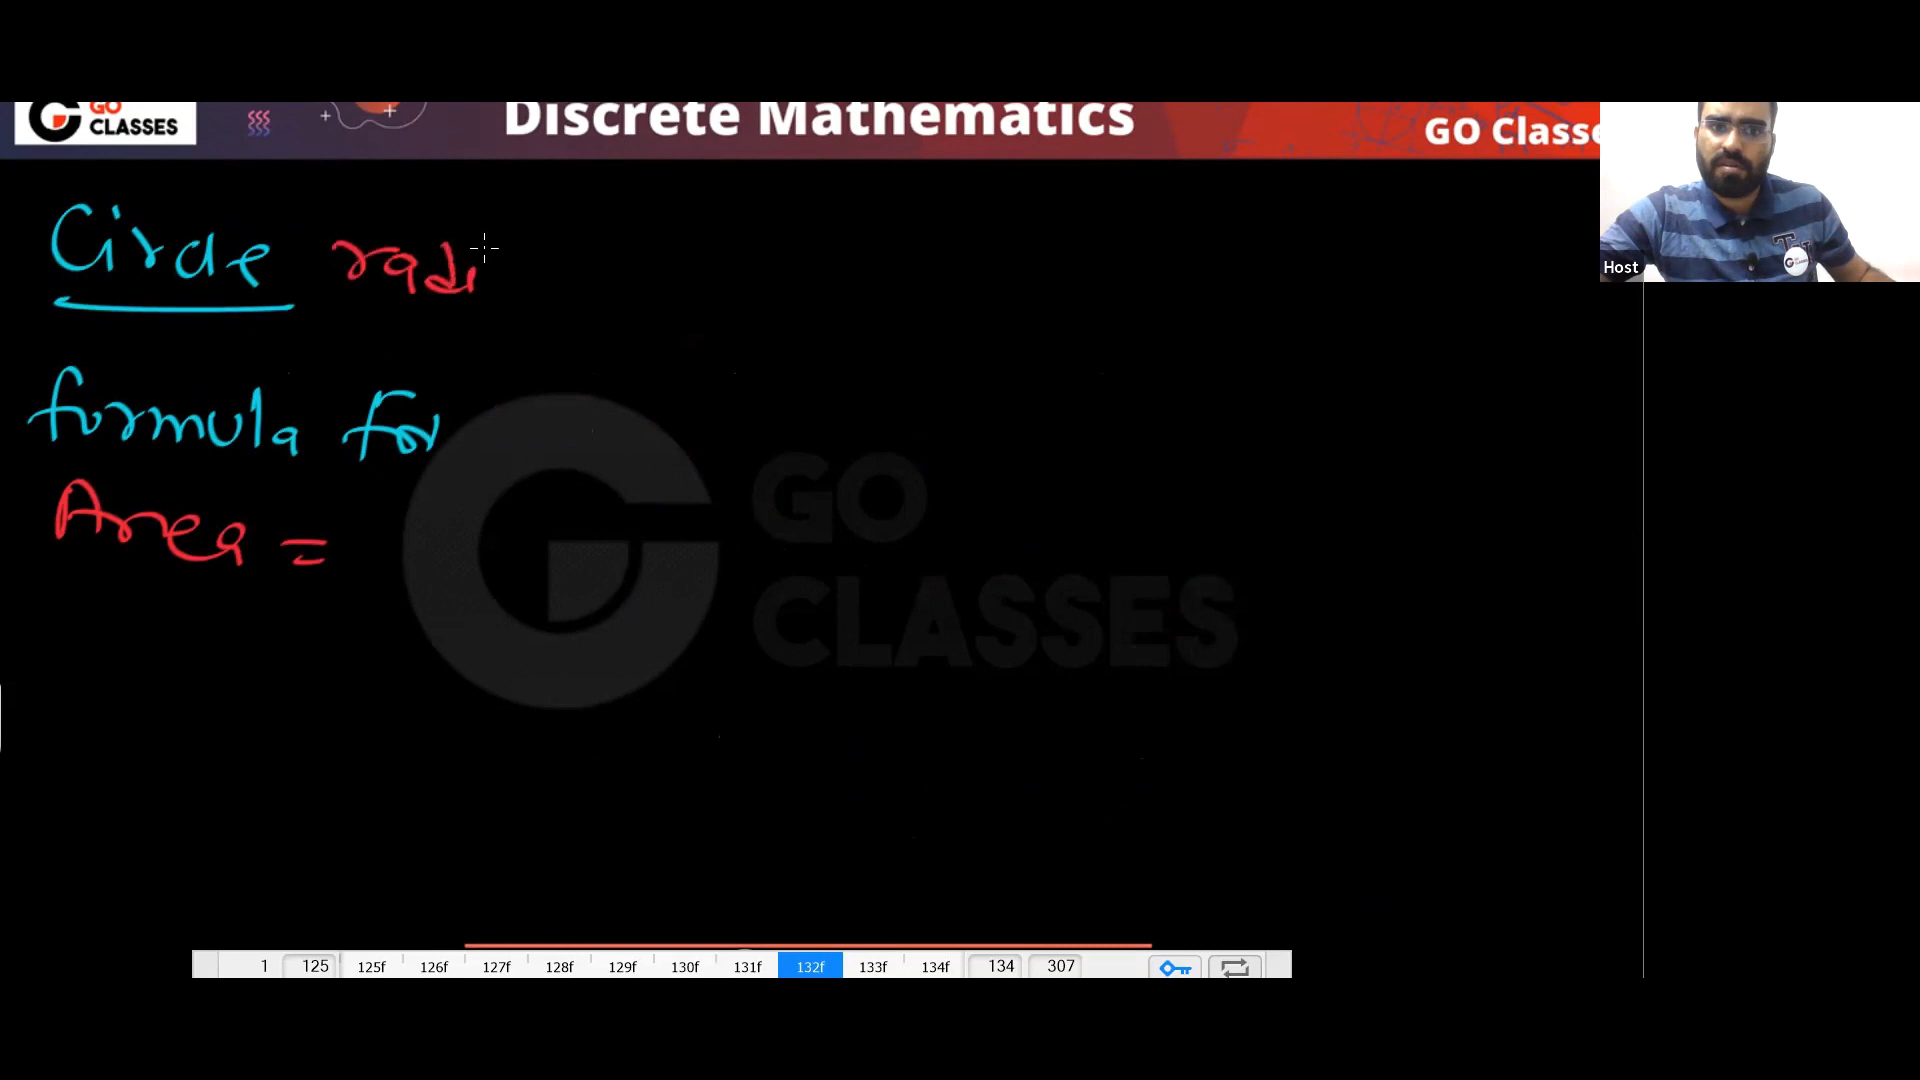 GO
CLASSES
Discrete Mathematics
GO Classe
Host
Circle radi
formula for
Area =
GO
CLASSES
1 125 125f 126f 127f 128f 129f 130f 131f 132f 133f 134f 134 307